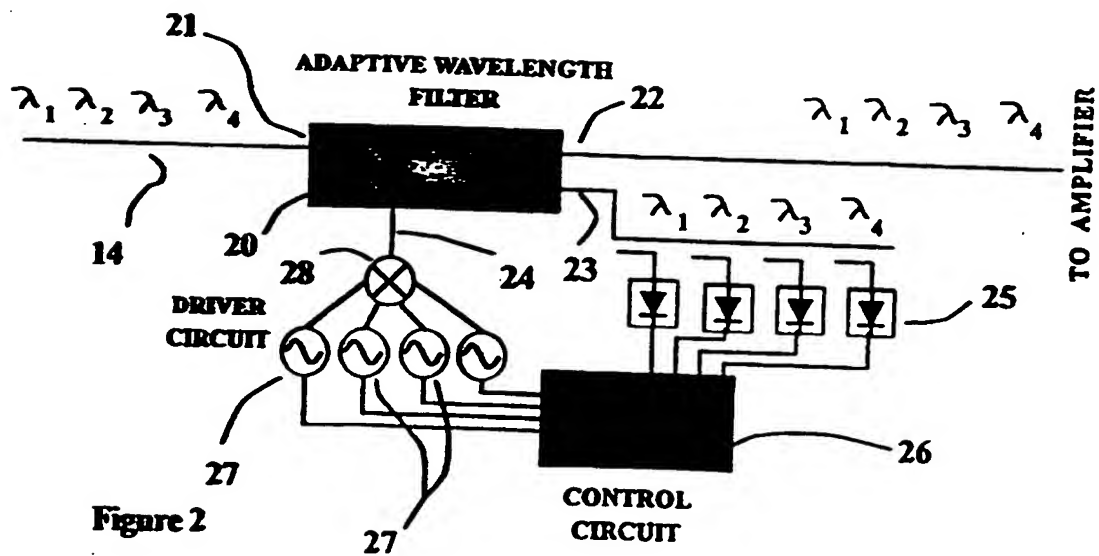 21
ADAPTIVE WAVELENGTH
FILTER
22
λ1 λ2 λ3 λ4
λ1 λ2 λ3 λ4
TO AMPLIFIER
14
20
28
24
23
λ1 λ2 λ3 λ4
DRIVER
CIRCUIT
25
27
26
Figure 2
27
CONTROL
CIRCUIT